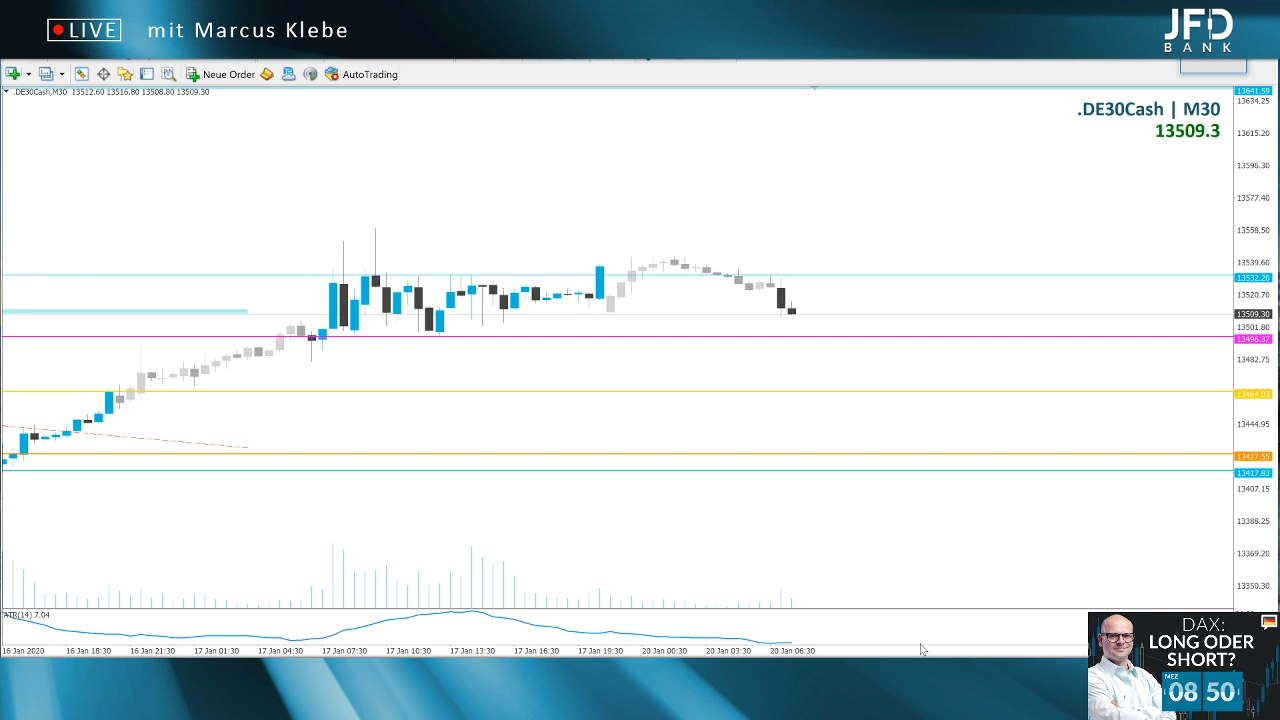 LIVE mit Marcus Klebe
JFD
BANK
Neue Order AutoTrading
.DE30Cash,M30 13512.60 13516.80 13508.80 13509.30
.DE30Cash | M30
13509.3
13641.59
13634.25
13615.20
13596.30
13577.40
13558.50
13539.60
13532.20
13520.70
13509.30
13501.80
13496.37
13482.75
13464.03
13444.95
13427.55
13417.83
13407.15
13388.25
13369.20
13350.30
ATR(14) 7.04
16 Jan 2020 16 Jan 18:30 16 Jan 21:30 17 Jan 01:30 17 Jan 04:30 17 Jan 07:30 17 Jan 10:30 17 Jan 13:30 17 Jan 16:30 17 Jan 19:30 20 Jan 00:30 20 Jan 03:30 20 Jan 06:30
DAX:
LONG ODER
SHORT?
MEZ
08 50